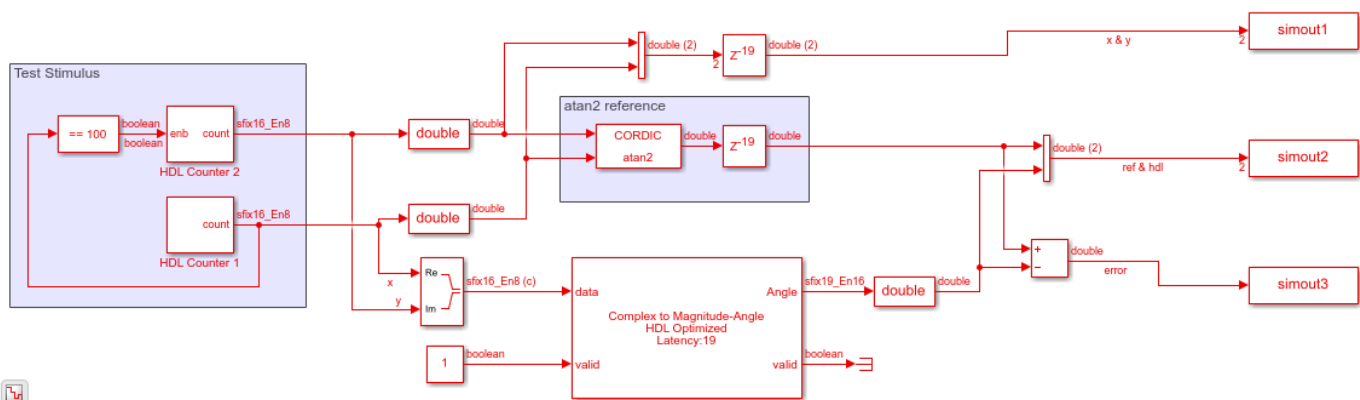 Test Stimulus
== 100
boolean
boolean
enb
count
sfix16_En8
HDL Counter 2
count
sfix16_En8
HDL Counter 1
double
double
double
double
double (2)
2
Z-19
double (2)
x & y
2
simout1
atan2 reference
CORDIC
atan2
double
Z-19
double
double (2)
ref & hdl
2
simout2
x
y
Re
Im
sfix16_En8 (c)
1
boolean
data
valid
Complex to Magnitude-Angle
HDL Optimized
Latency:19
Angle
valid
sfix19_En16
boolean
double
double
+
−
double
error
simout3